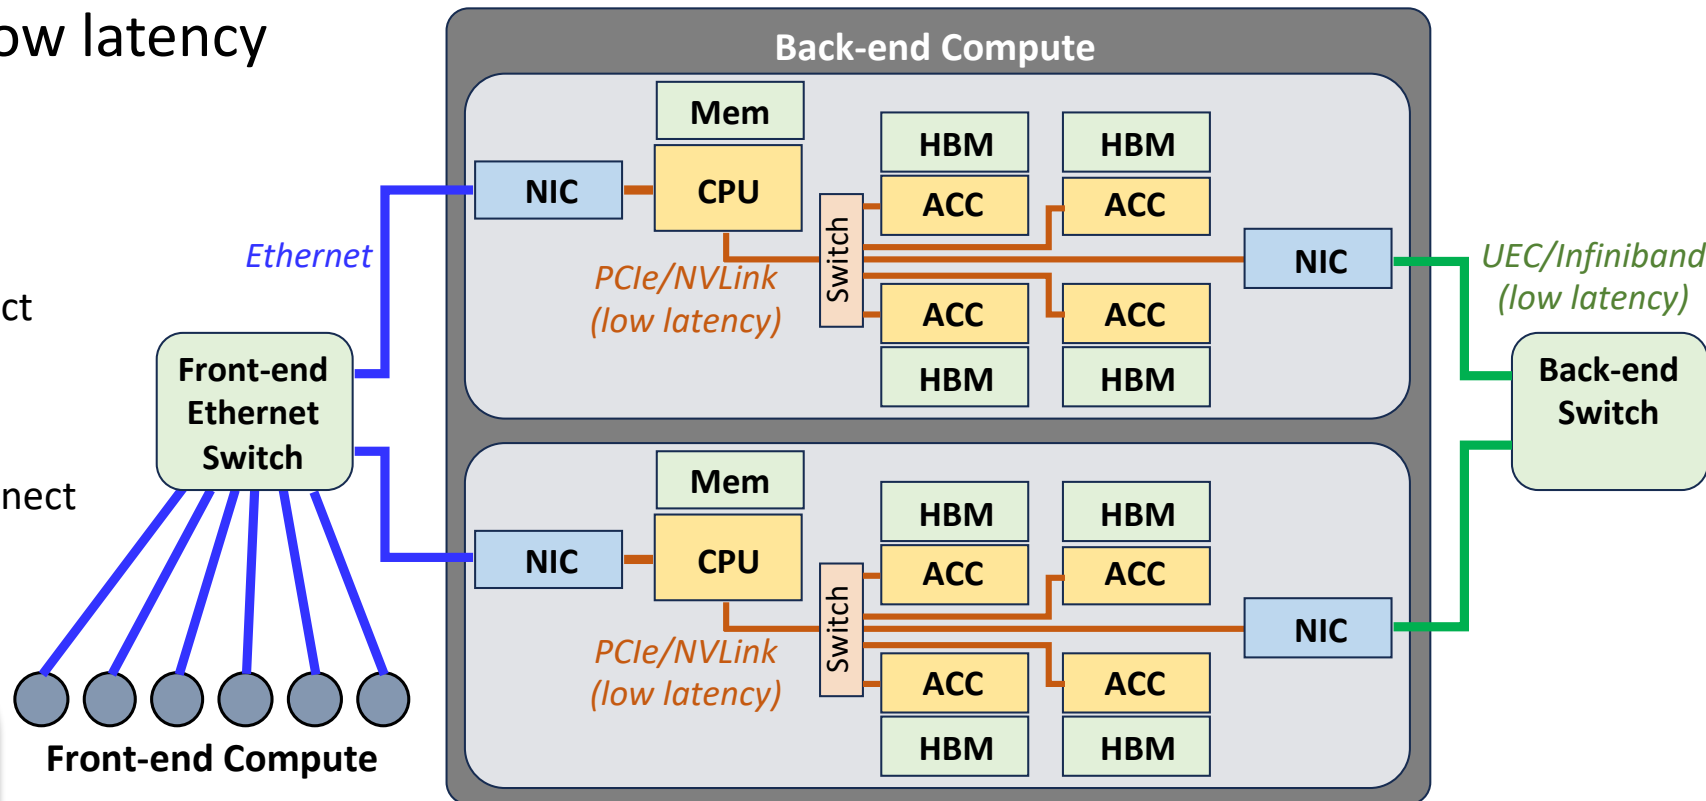 ow latency
ct
nect
Back-end Compute
Mem
CPU
NIC
HBM
HBM
ACC
ACC
Switch
ACC
ACC
HBM
HBM
NIC
Ethernet
PCIe/NVLink
(low latency)
UEC/Infiniband
(low latency)
Front-end
Ethernet
Switch
Back-end
Switch
Mem
CPU
NIC
HBM
HBM
ACC
ACC
Switch
ACC
ACC
HBM
HBM
NIC
PCIe/NVLink
(low latency)
Front-end Compute